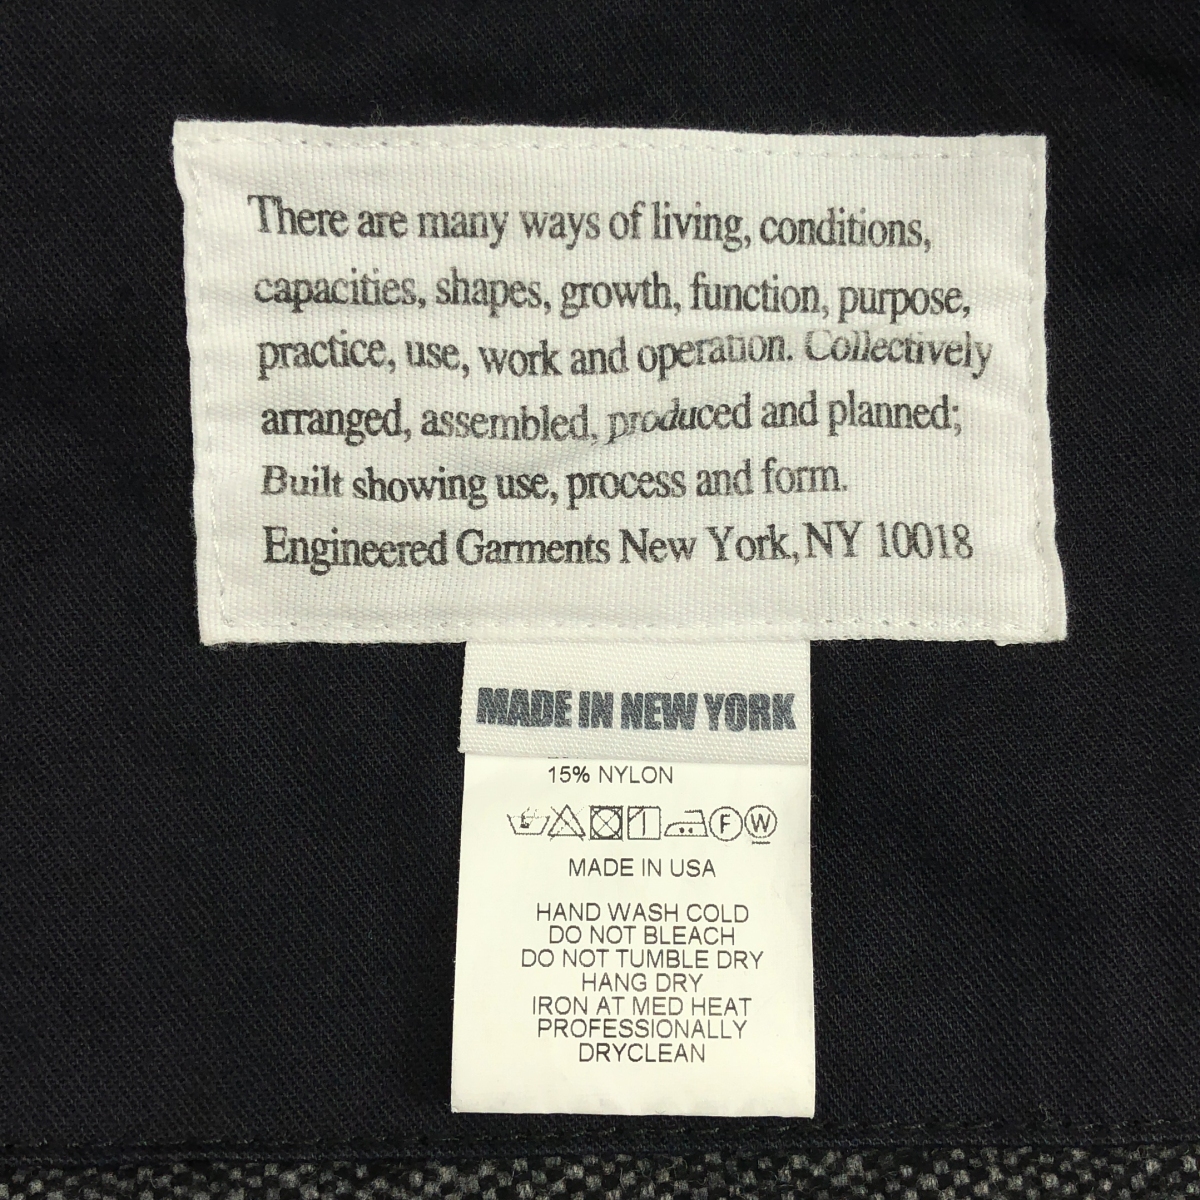 There are many ways of living, conditions,
capacities, shapes, growth, function, purpose,
practice, use, work and operation. Collectively
arranged, assembled, produced and planned;
Built showing use, process and form.
Engineered Garments New York, NY 10018
MADE IN NEW YORK
15% NYLON
F W
MADE IN USA
HAND WASH COLD
DO NOT BLEACH
DO NOT TUMBLE DRY
HANG DRY
IRON AT MED HEAT
PROFESSIONALLY
DRYCLEAN